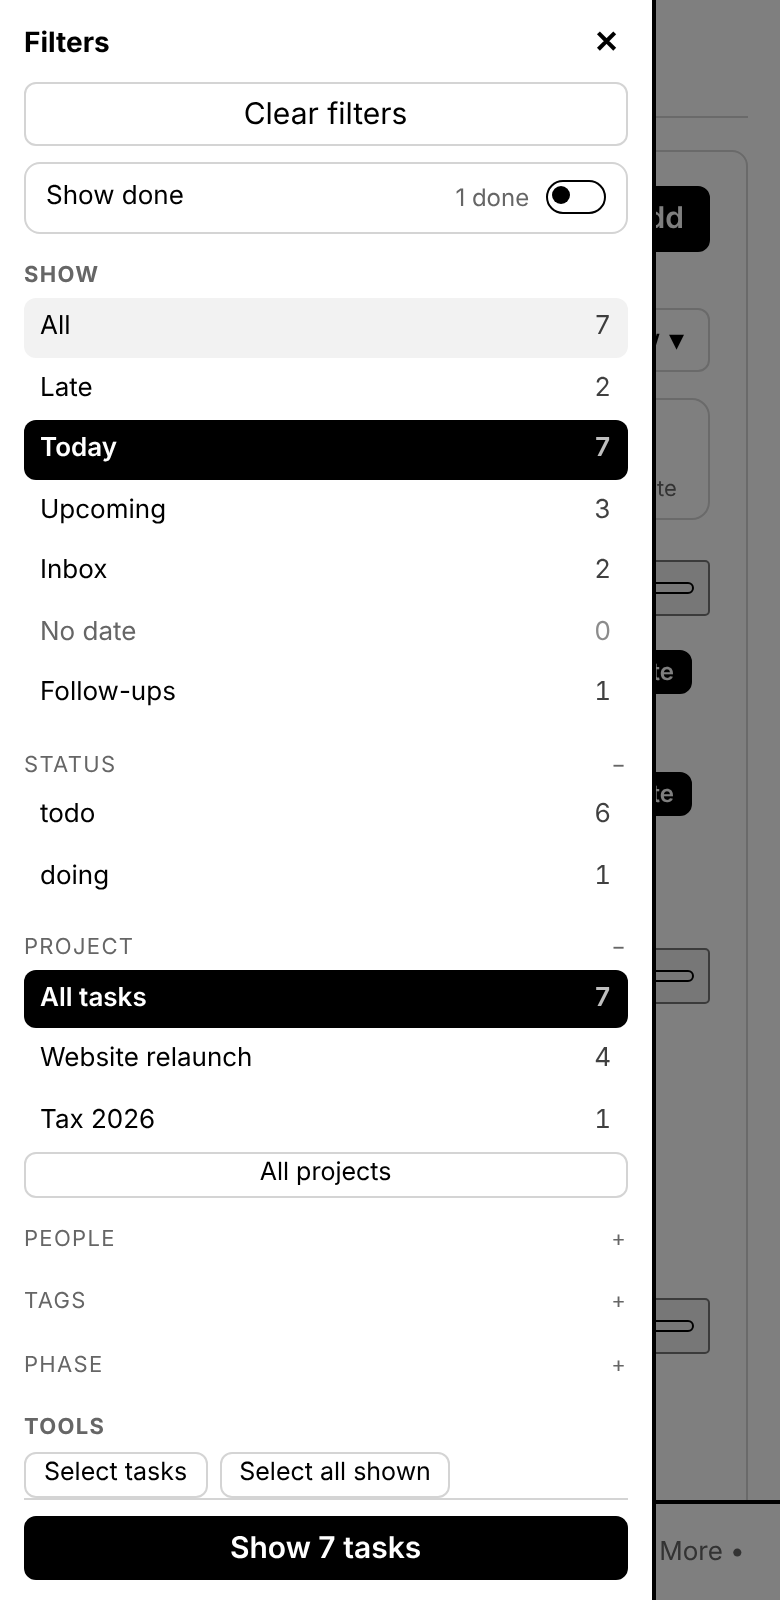 Filters ✕
Clear filters
Show done 1 done
SHOW
All 7
Late 2
Today 7
Upcoming 3
Inbox 2
No date 0
Follow-ups 1
STATUS −
todo 6
doing 1
PROJECT −
All tasks 7
Website relaunch 4
Tax 2026 1
All projects
PEOPLE +
TAGS +
PHASE +
TOOLS
Select tasks Select all shown
Show 7 tasks
More •